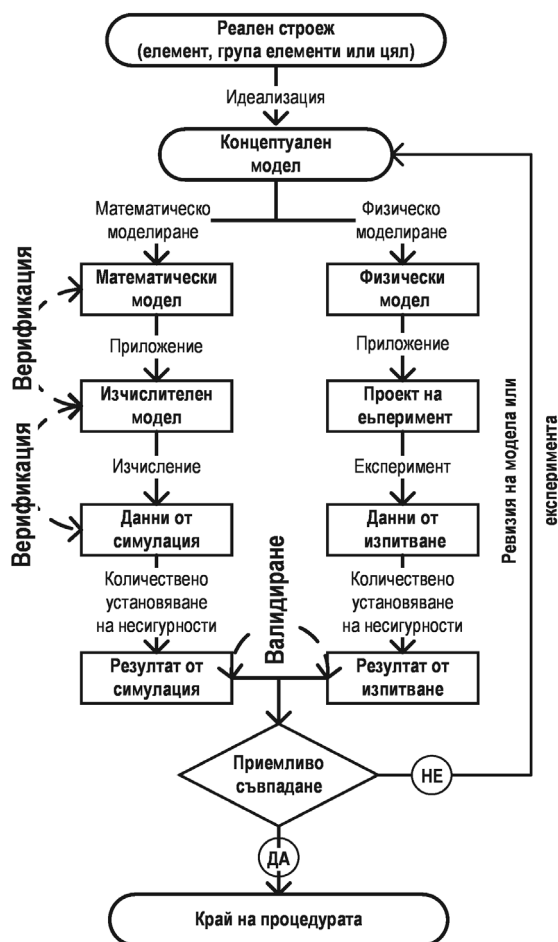 Реален строеж
(елемент, група елементи или цял)
Идеализация
Концептуален
модел
Математическо
моделиране
Физическо
моделиране
Математически
модел
Физически
модел
Верификация
Приложение
Приложение
Изчислителен
модел
Проект на
еьперимент
Верификация
Изчисление
Експеримент
Данни от
симулация
Данни от
изпитване
Количествено
установяване
на несигурности
Количествено
установяване
на несигурности
Валидиране
Резултат от
симулация
Резултат от
изпитване
Ревизия на модела или
експеримента
Приемливо
съвпадане
НЕ
ДА
Край на процедурата